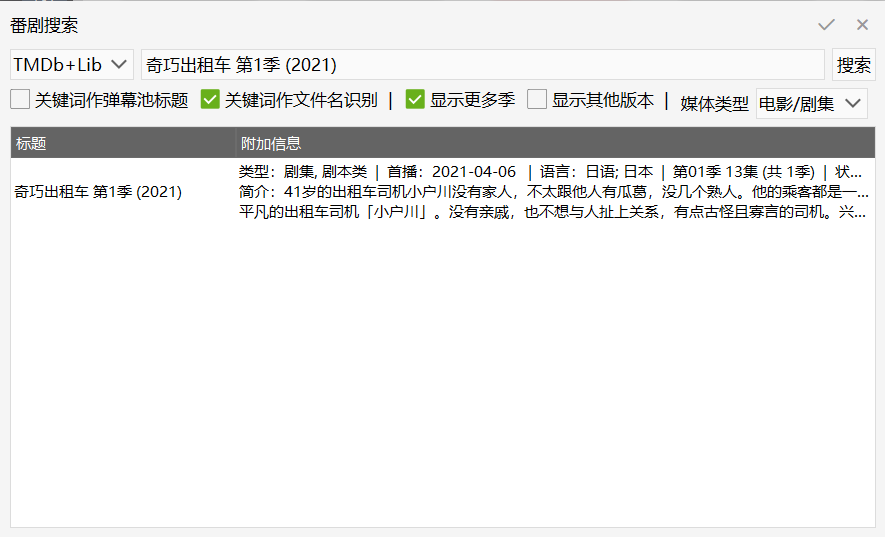 番剧搜索
TMDb+Lib 奇巧出租车 第1季 (2021) 搜索
关键词作弹幕池标题 关键词作文件名识别 | 显示更多季 显示其他版本 | 媒体类型 电影/剧集
标题 附加信息
类型：剧集, 剧本类 | 首播：2021-04-06 | 语言：日语; 日本 | 第01季 13集 (共 1季) | 状...
奇巧出租车 第1季 (2021) 简介：41岁的出租车司机小户川没有家人，不太跟他人有瓜葛，没几个熟人。他的乘客都是一...
平凡的出租车司机「小户川」。没有亲戚，也不想与人扯上关系，有点古怪且寡言的司机。兴...